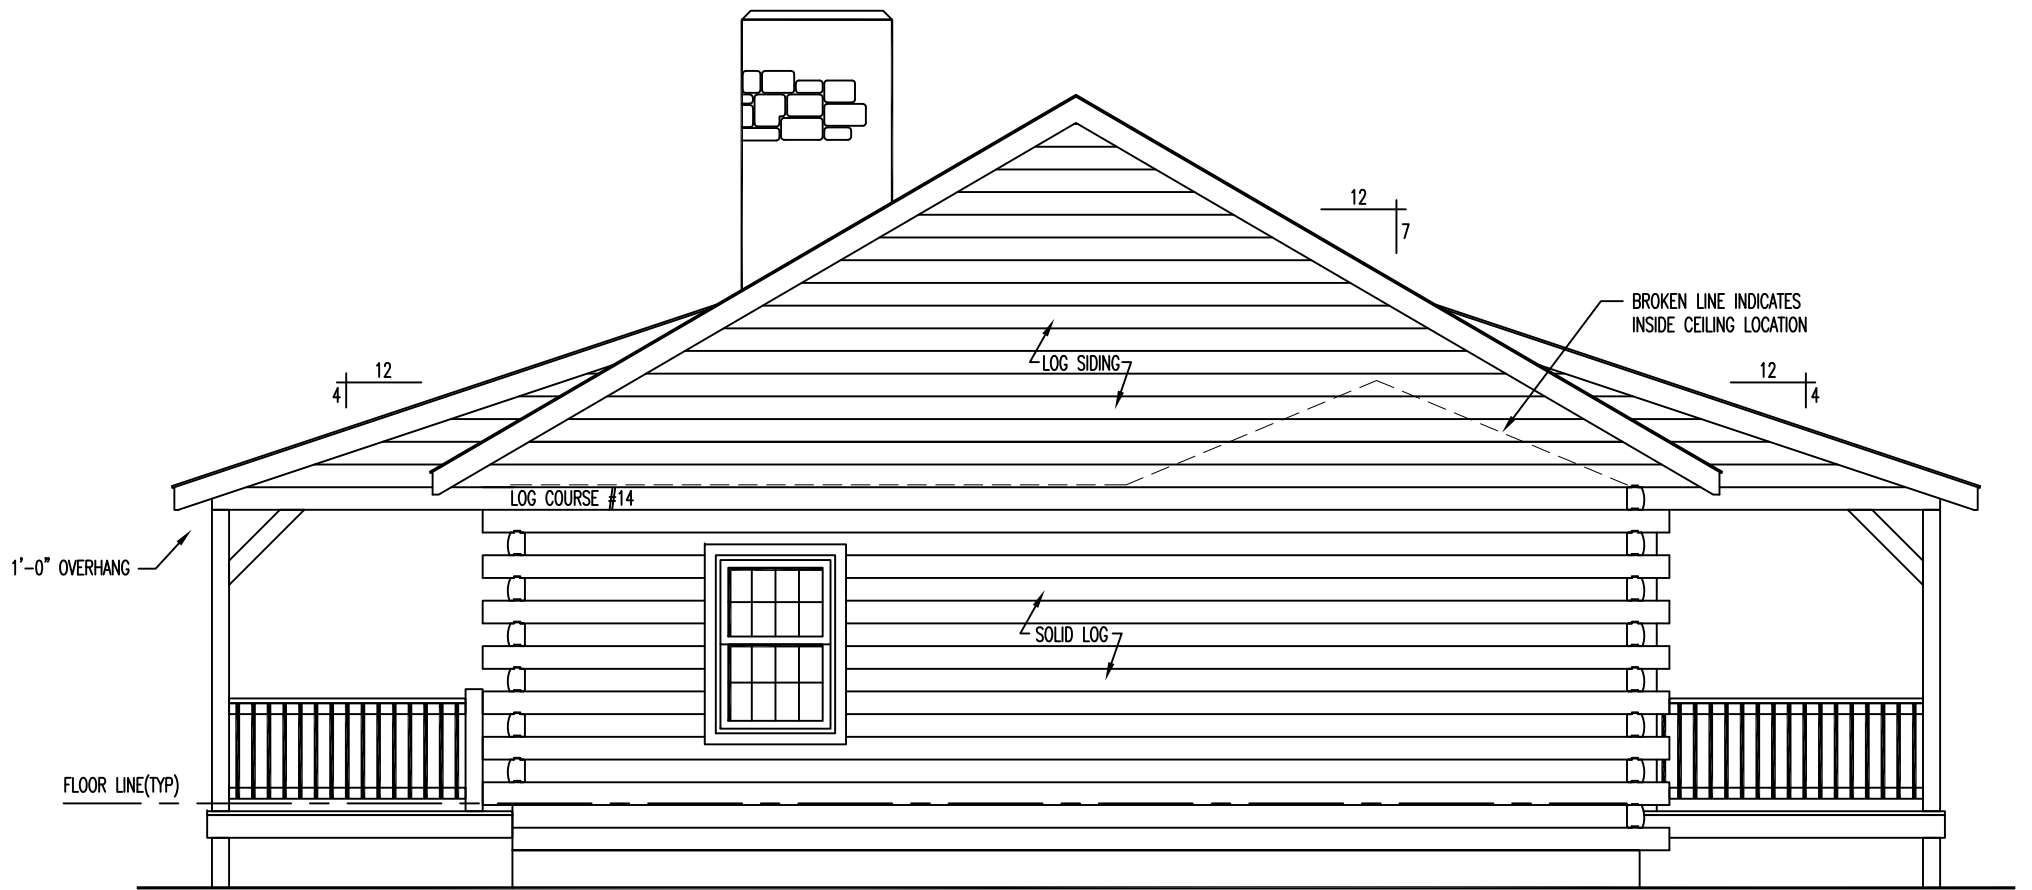 12
7
BROKEN LINE INDICATES
INSIDE CEILING LOCATION
LOG SIDING
12
4
12
4
LOG COURSE #14
1'-0" OVERHANG
SOLID LOG
FLOOR LINE(TYP)